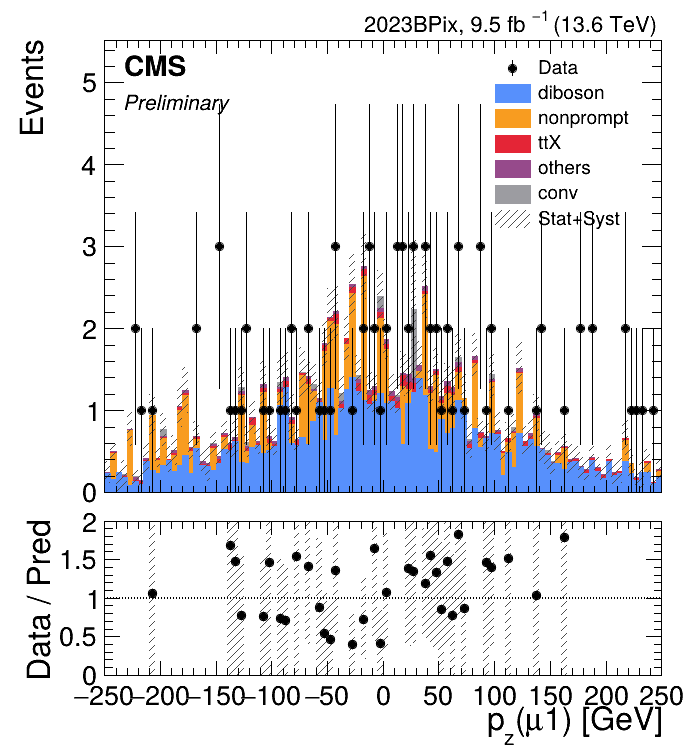 2023BPix, 9.5 fb⁻¹ (13.6 TeV)
Events
CMS
Preliminary
Data
diboson
nonprompt
ttX
others
conv
Stat+Syst
5
4
3
2
1
0
Data / Pred
2
1.5
1
0.5
0
−250 −200 −150 −100 −50 0 50 100 150 200 250
p_z(μ1) [GeV]